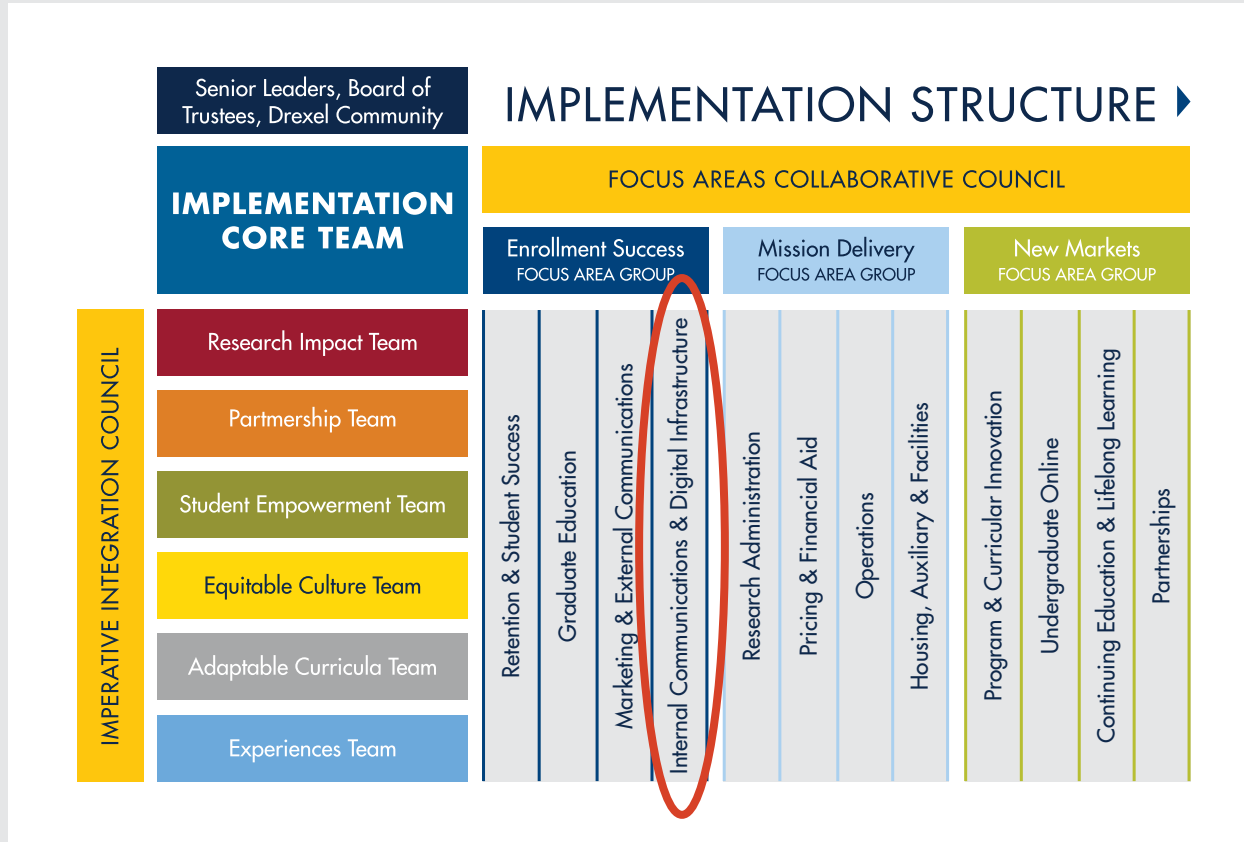 Senior Leaders, Board of
Trustees, Drexel Community
IMPLEMENTATION STRUCTURE
IMPLEMENTATION
CORE TEAM
FOCUS AREAS COLLABORATIVE COUNCIL
Enrollment Success
FOCUS AREA GROUP
Mission Delivery
FOCUS AREA GROUP
New Markets
FOCUS AREA GROUP
IMPERATIVE INTEGRATION COUNCIL
Research Impact Team
Partmership Team
Student Empowerment Team
Equitable Culture Team
Adaptable Curricula Team
Experiences Team
Retention & Student Success
Graduate Education
Marketing & External Communications
Internal Communications & Digital Infrastructure
Research Administration
Pricing & Financial Aid
Operations
Housing, Auxiliary & Facilities
Program & Curricular Innovation
Undergraduate Online
Continuing Education & Lifelong Learning
Partnerships